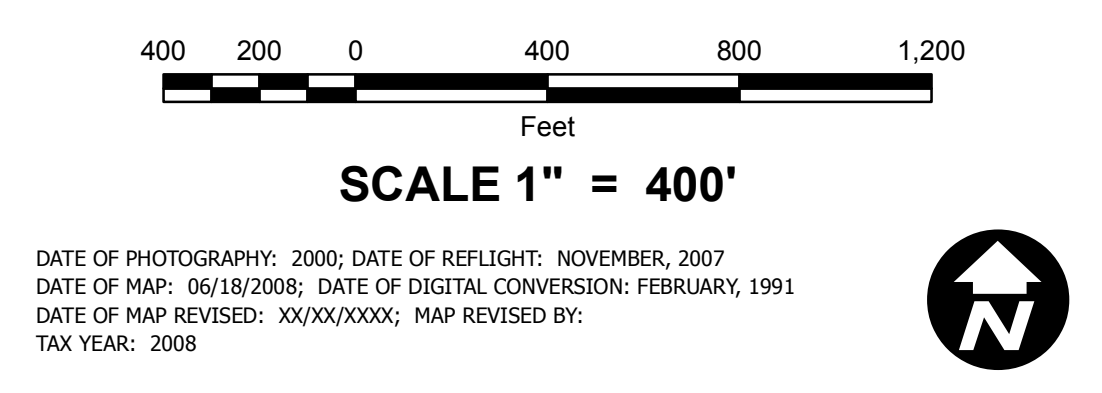 400 200 0 400 800 1,200
Feet
SCALE 1" = 400'
DATE OF PHOTOGRAPHY: 2000; DATE OF REFLIGHT: NOVEMBER, 2007
DATE OF MAP: 06/18/2008; DATE OF DIGITAL CONVERSION: FEBRUARY, 1991
DATE OF MAP REVISED: XX/XX/XXXX; MAP REVISED BY:
TAX YEAR: 2008
N